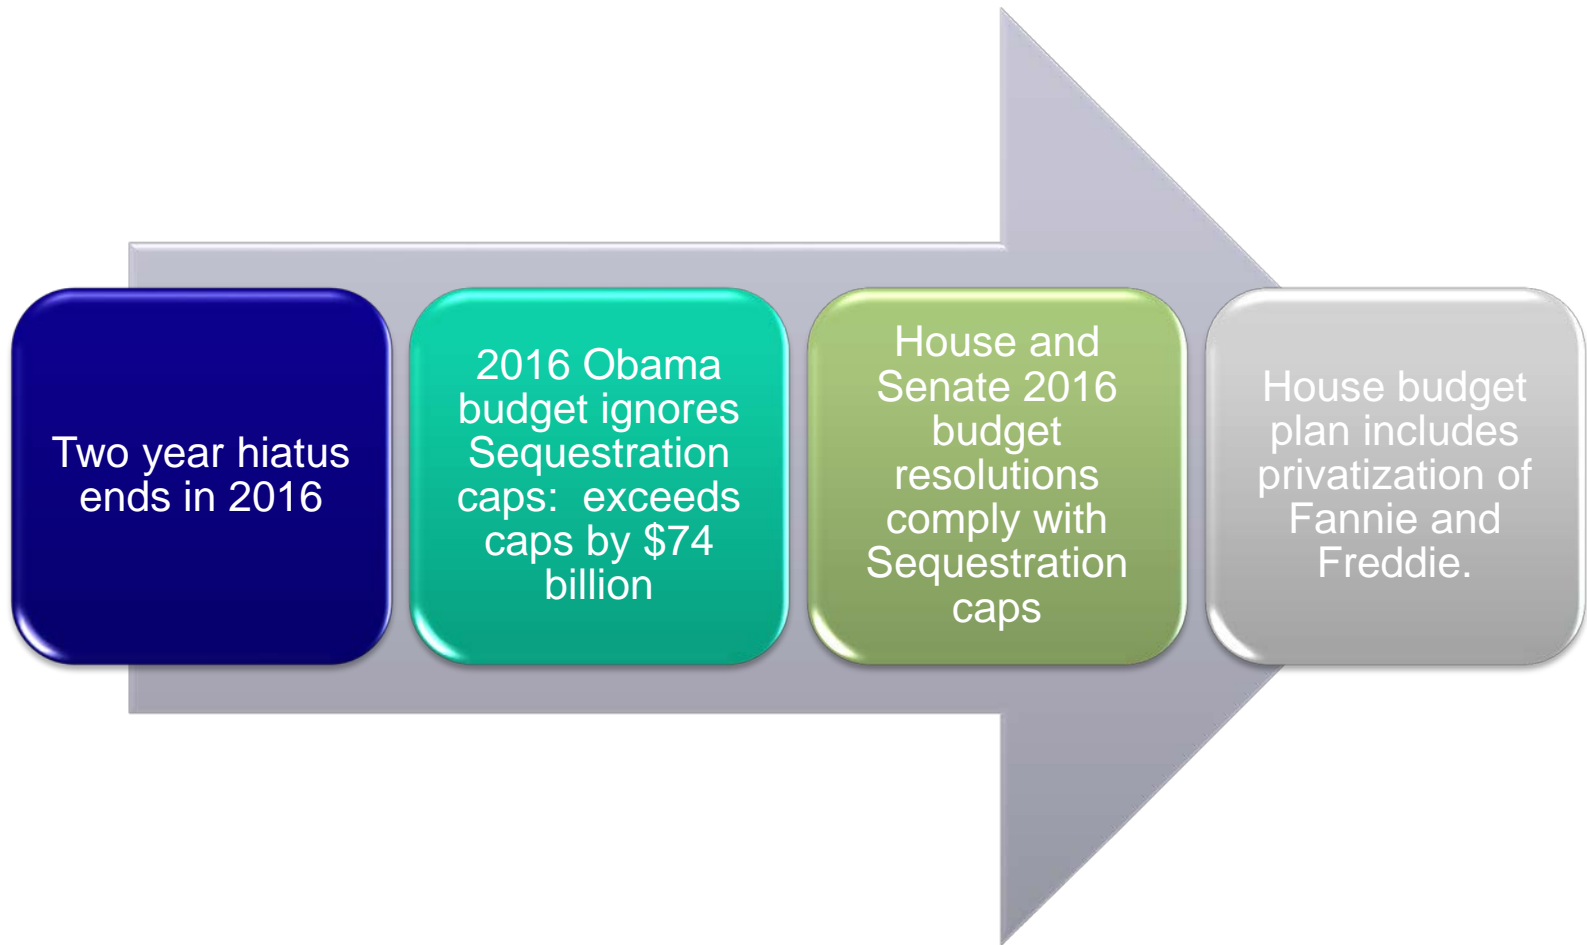 Two year hiatus
ends in 2016
2016 Obama
budget ignores
Sequestration
caps:  exceeds
caps by $74
billion
House and
Senate 2016
budget
resolutions
comply with
Sequestration
caps
House budget
plan includes
privatization of
Fannie and
Freddie.